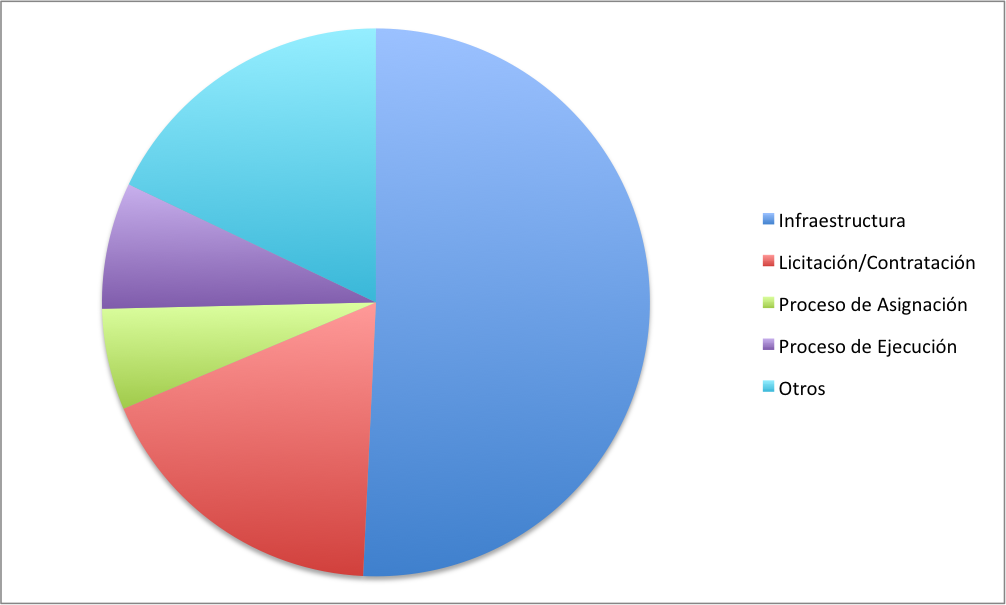 Infraestructura
Licitación/Contratación
Proceso de Asignación
Proceso de Ejecución
Otros